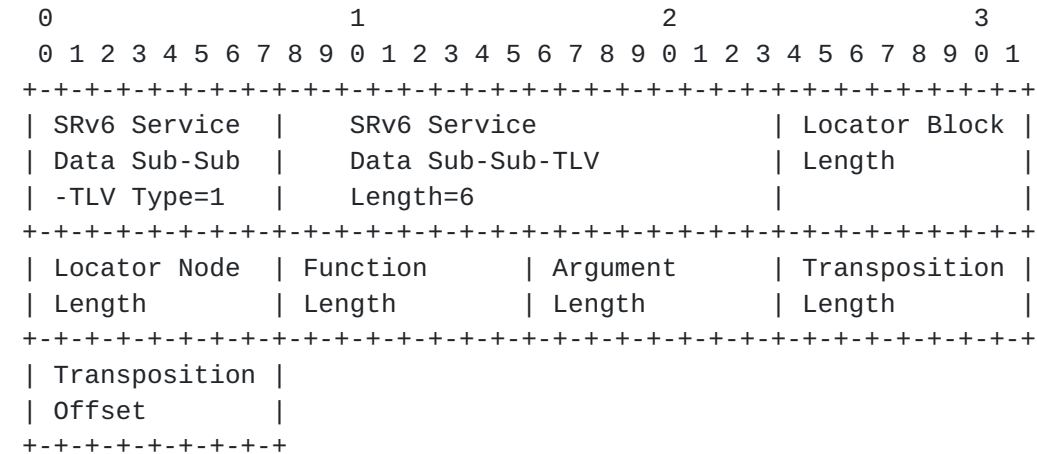 0                   1                   2                   3
 0 1 2 3 4 5 6 7 8 9 0 1 2 3 4 5 6 7 8 9 0 1 2 3 4 5 6 7 8 9 0 1
+-+-+-+-+-+-+-+-+-+-+-+-+-+-+-+-+-+-+-+-+-+-+-+-+-+-+-+-+-+-+-+-+
| SRv6 Service  |    SRv6 Service               | Locator Block |
| Data Sub-Sub  |    Data Sub-Sub-TLV           | Length        |
| -TLV Type=1   |    Length=6                   |               |
+-+-+-+-+-+-+-+-+-+-+-+-+-+-+-+-+-+-+-+-+-+-+-+-+-+-+-+-+-+-+-+-+
| Locator Node  | Function      | Argument      | Transposition |
| Length        | Length        | Length        | Length        |
+-+-+-+-+-+-+-+-+-+-+-+-+-+-+-+-+-+-+-+-+-+-+-+-+-+-+-+-+-+-+-+-+
| Transposition |
| Offset        |
+-+-+-+-+-+-+-+-+